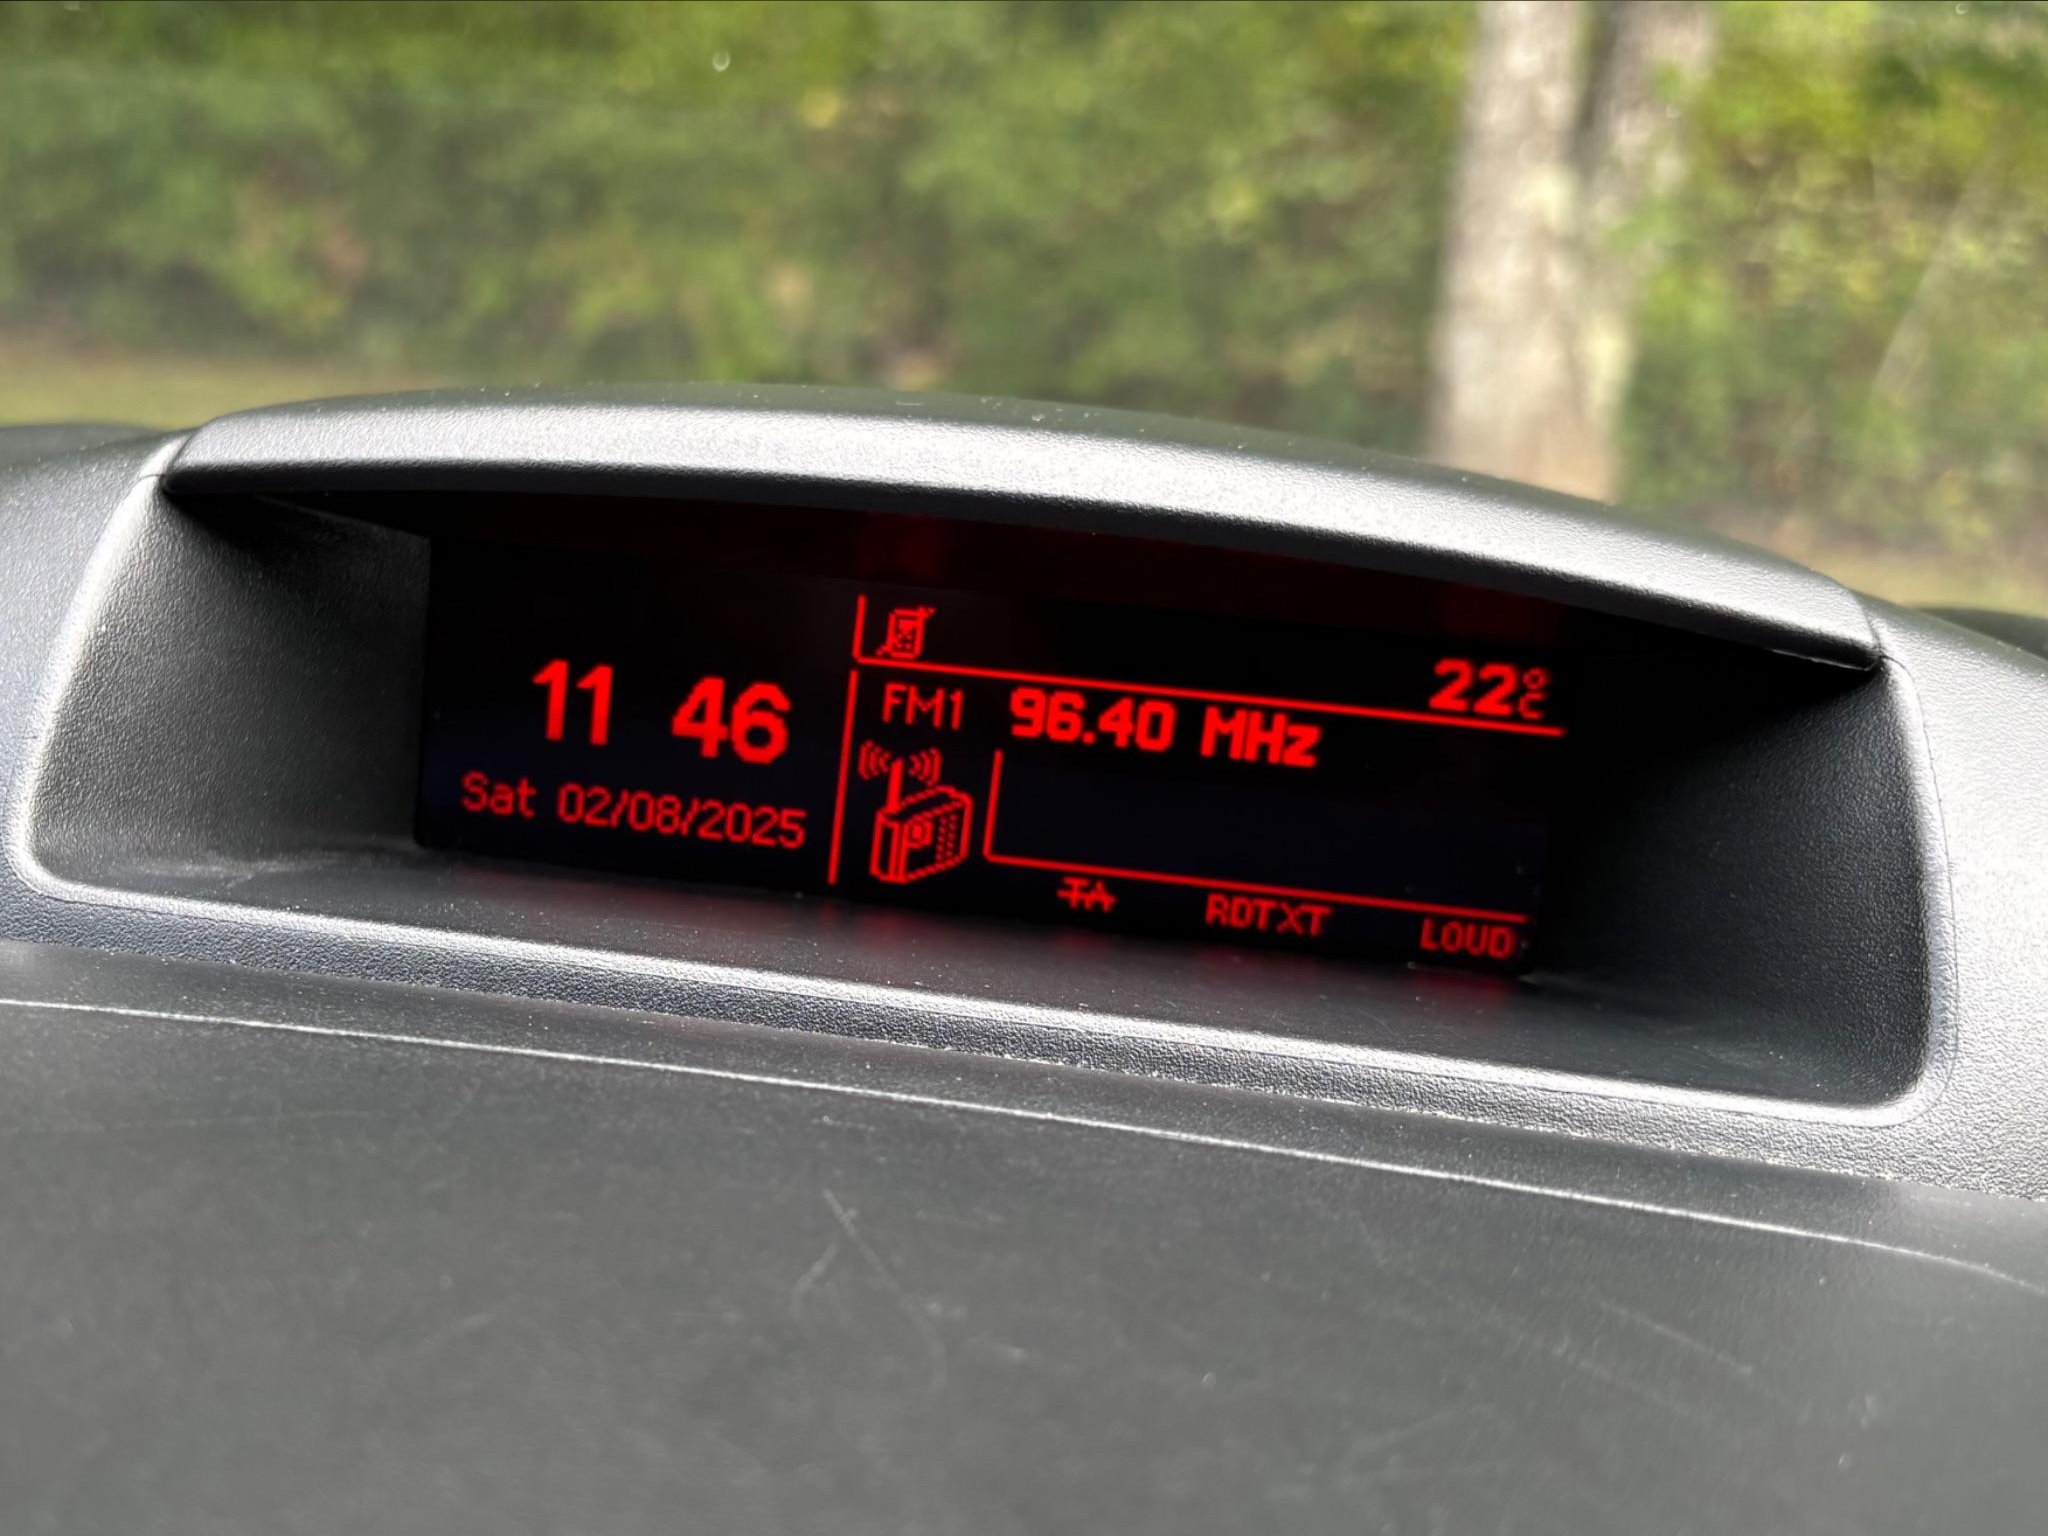 11 46
Sat 02/08/2025
22°C
FM1 96.40 MHz
TA RDTXT LOUD